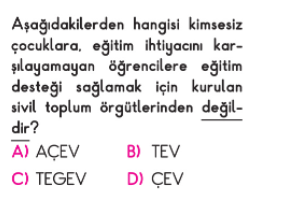 Aşağıdakilerden hangisi kimsesiz
çocuklara, eğitim ihtiyacını kar-
şılayamayan öğrencilere eğitim
desteği sağlamak için kurulan
sivil toplum örgütlerinden değil-
dir?
A) AÇEV B) TEV
C) TEGEV D) ÇEV